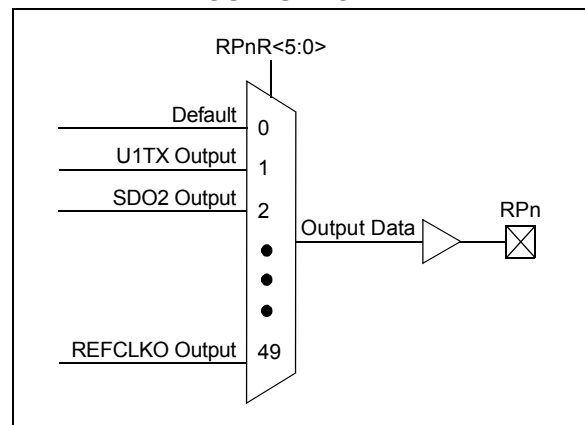 RPnR<5:0>
Default
0
U1TX Output
1
SDO2 Output
2
RPn
Output Data
REFCLKO Output
49